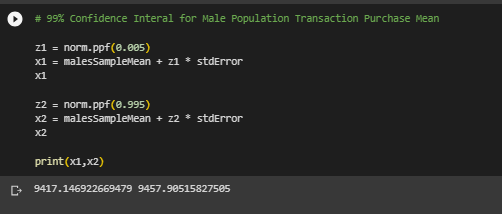 # 99% Confidence Interal for Male Population Transaction Purchase Mean
z1 = norm.ppf(0.005)
x1 = malesSampleMean + z1 * stdError
x1
z2 = norm.ppf(0.995)
x2 = malesSampleMean + z2 * stdError
x2
print(x1,x2)
9417.146922669479 9457.90515827505